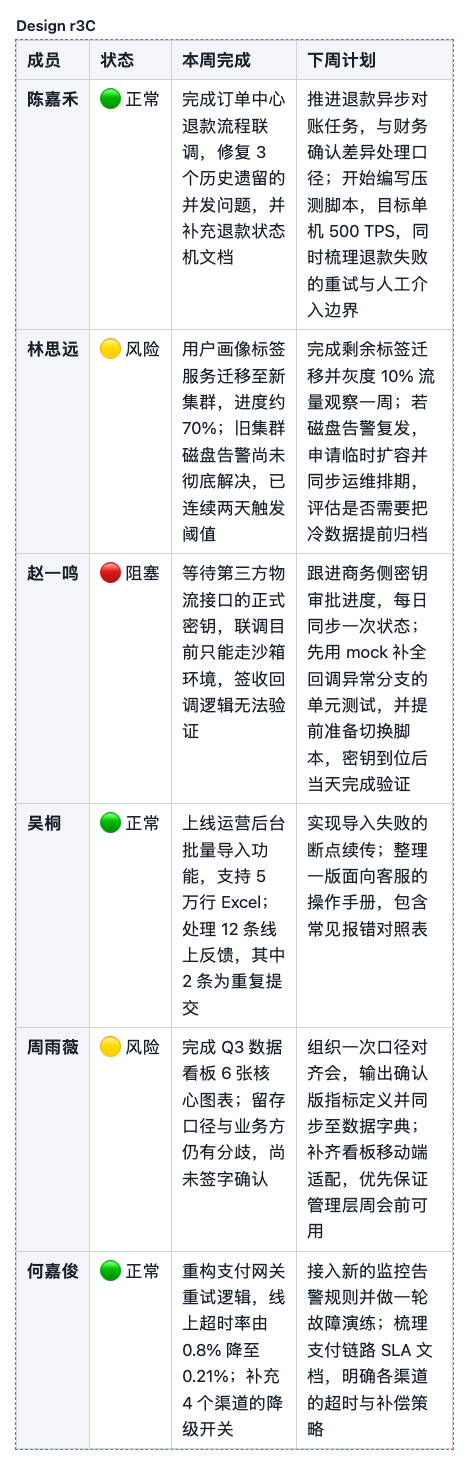 Design r3C
成员 状态 本周完成 下周计划
陈嘉禾 🟢 正常
完成订单中心
退款流程联
调，修复 3
个历史遗留的
并发问题，并
补充退款状态
机文档
推进退款异步对
账任务，与财务
确认差异处理口
径；开始编写压
测脚本，目标单
机 500 TPS，同
时梳理退款失败
的重试与人工介
入边界
林思远 🟡 风险
用户画像标签
服务迁移至新
集群，进度约
70%；旧集群
磁盘告警尚未
彻底解决，已
连续两天触发
阈值
完成剩余标签迁
移并灰度 10% 流
量观察一周；若
磁盘告警复发，
申请临时扩容并
同步运维排期，
评估是否需要把
冷数据提前归档
赵一鸣 🔴 阻塞
等待第三方物
流接口的正式
密钥，联调目
前只能走沙箱
环境，签收回
调逻辑无法验
证
跟进商务侧密钥
审批进度，每日
同步一次状态；
先用 mock 补全
回调异常分支的
单元测试，并提
前准备切换脚
本，密钥到位后
当天完成验证
吴桐 🟢 正常
上线运营后台
批量导入功
能，支持 5
万行 Excel；
处理 12 条线
上反馈，其中
2 条为重复提
交
实现导入失败的
断点续传；整理
一版面向客服的
操作手册，包含
常见报错对照表
周雨薇 🟡 风险
完成 Q3 数据
看板 6 张核
心图表；留存
口径与业务方
仍有分歧，尚
未签字确认
组织一次口径对
齐会，输出确认
版指标定义并同
步至数据字典；
补齐看板移动端
适配，优先保证
管理层周会前可
用
何嘉俊 🟢 正常
重构支付网关
重试逻辑，线
上超时率由
0.8% 降至
0.21%；补充
4 个渠道的降
级开关
接入新的监控告
警规则并做一轮
故障演练；梳理
支付链路 SLA 文
档，明确各渠道
的超时与补偿策
略